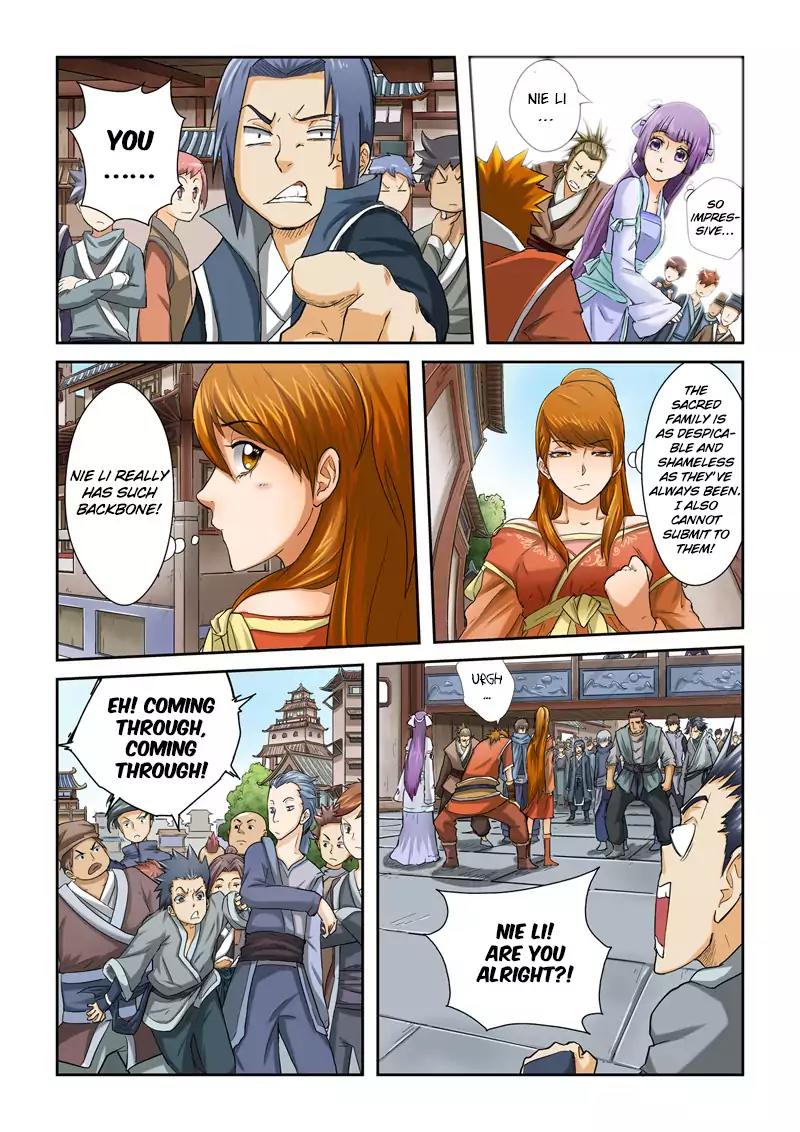 YOU
......
NIE LI
...
SO
IMPRES-
SIVE...
NIE LI REALLY
HAS SUCH
BACKBONE!
THE
SACRED
FAMILY IS
AS DESPICA-
BLE AND
SHAMELESS
AS THEY'VE
ALWAYS BEEN.
I ALSO
CANNOT
SUBMIT TO
THEM!
EH! COMING
THROUGH,
COMING
THROUGH!
URGH
...
NIE LI!
ARE YOU
ALRIGHT?!